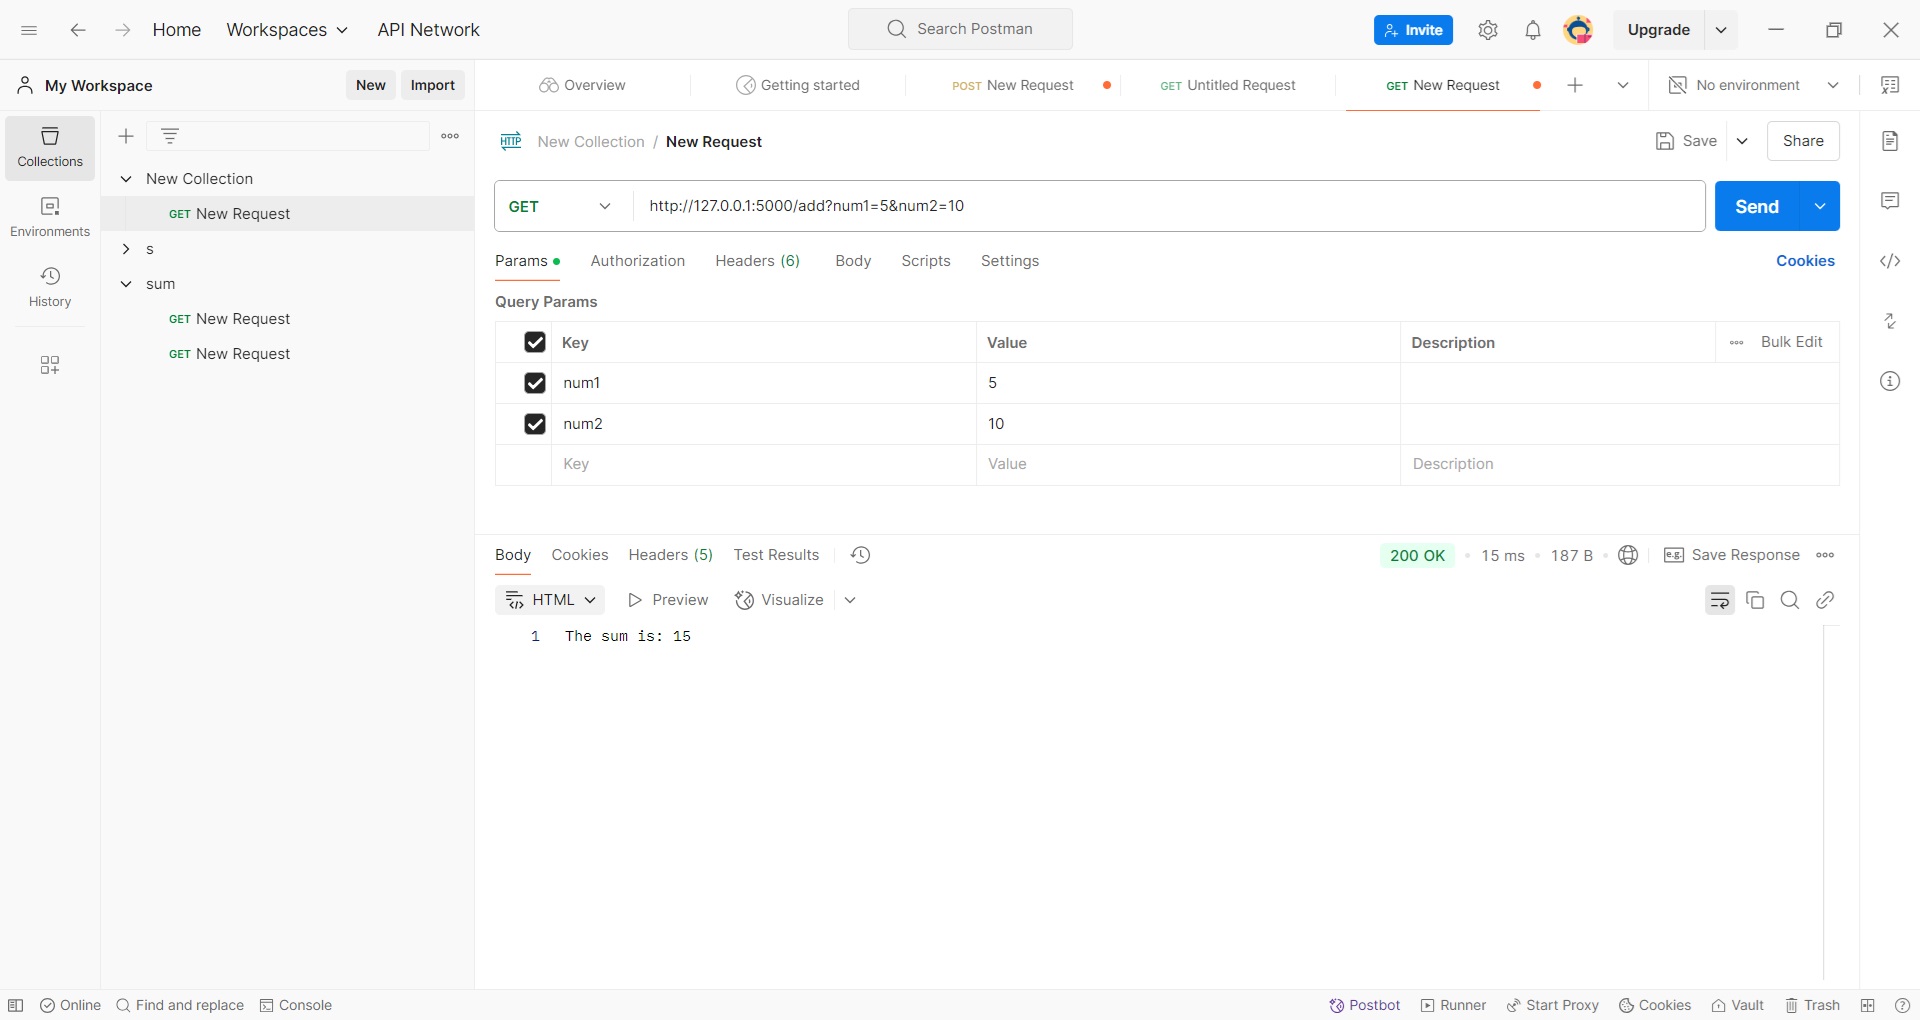 Home Workspaces API Network Search Postman Invite Upgrade
My Workspace New Import Overview Getting started POST New Request GET Untitled Request GET New Request No environment
Collections
Environments
History
New Collection
GET New Request
s
sum
GET New Request
GET New Request
HTTP New Collection / New Request Save Share
GET http://127.0.0.1:5000/add?num1=5&num2=10 Send
Params Authorization Headers (6) Body Scripts Settings Cookies
Query Params
Key Value Description Bulk Edit
num1 5
num2 10
Key Value Description
Body Cookies Headers (5) Test Results 200 OK 15 ms 187 B e.g. Save Response
HTML Preview Visualize
1 The sum is: 15
Online Find and replace Console Postbot Runner Start Proxy Cookies Vault Trash